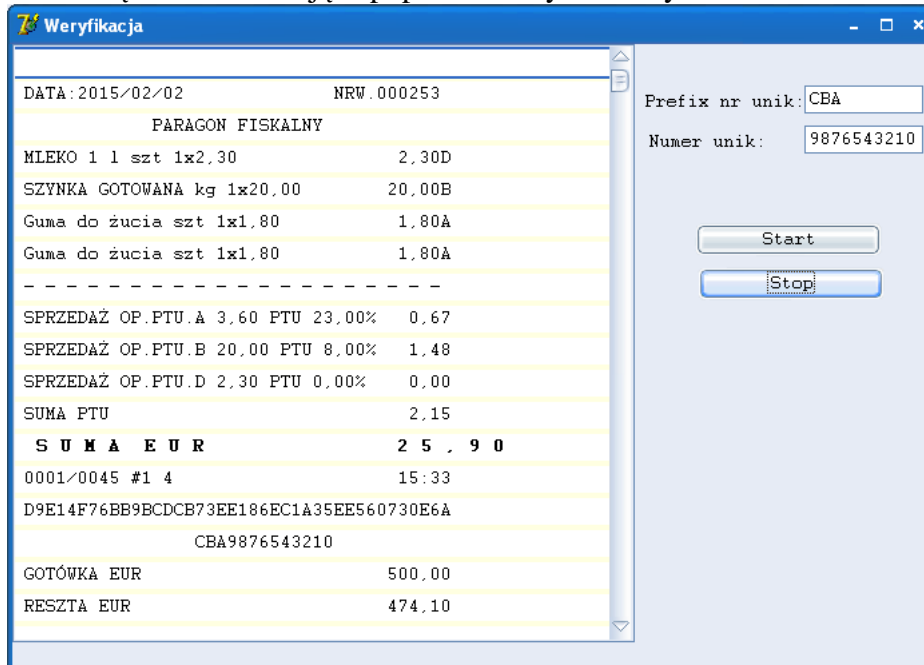 Weryfikacja
DATA:2015/02/02 NRW.000253
PARAGON FISKALNY
MLEKO 1 l szt 1x2,30 2,30D
SZYNKA GOTOWANA kg 1x20,00 20,00B
Guma do żucia szt 1x1,80 1,80A
Guma do żucia szt 1x1,80 1,80A
- - - - - - - - - - - - - - - - - - - -
SPRZEDAŻ OP.PTU.A 3,60 PTU 23,00% 0,67
SPRZEDAŻ OP.PTU.B 20,00 PTU 8,00% 1,48
SPRZEDAŻ OP.PTU.D 2,30 PTU 0,00% 0,00
SUMA PTU 2,15
S U M A E U R 2 5 , 9 0
0001/0045 #1 4 15:33
D9E14F76BB9BCDCB73EE186EC1A35EE560730E6A
CBA9876543210
GOTÓWKA EUR 500,00
RESZTA EUR 474,10
Prefix nr unik: CBA
Numer unik: 9876543210
Start
Stop